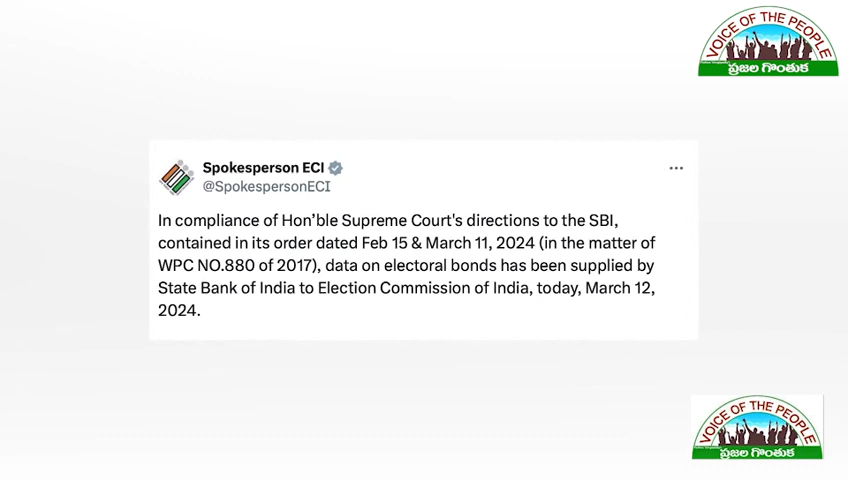 VOICE OF THE PEOPLE
ప్రజల గొంతుక
Spokesperson ECI
@SpokespersonECI
In compliance of Hon’ble Supreme Court's directions to the SBI,
contained in its order dated Feb 15 & March 11, 2024 (in the matter of
WPC NO.880 of 2017), data on electoral bonds has been supplied by
State Bank of India to Election Commission of India, today, March 12,
2024.
VOICE OF THE PEOPLE
ప్రజల గొంతుక